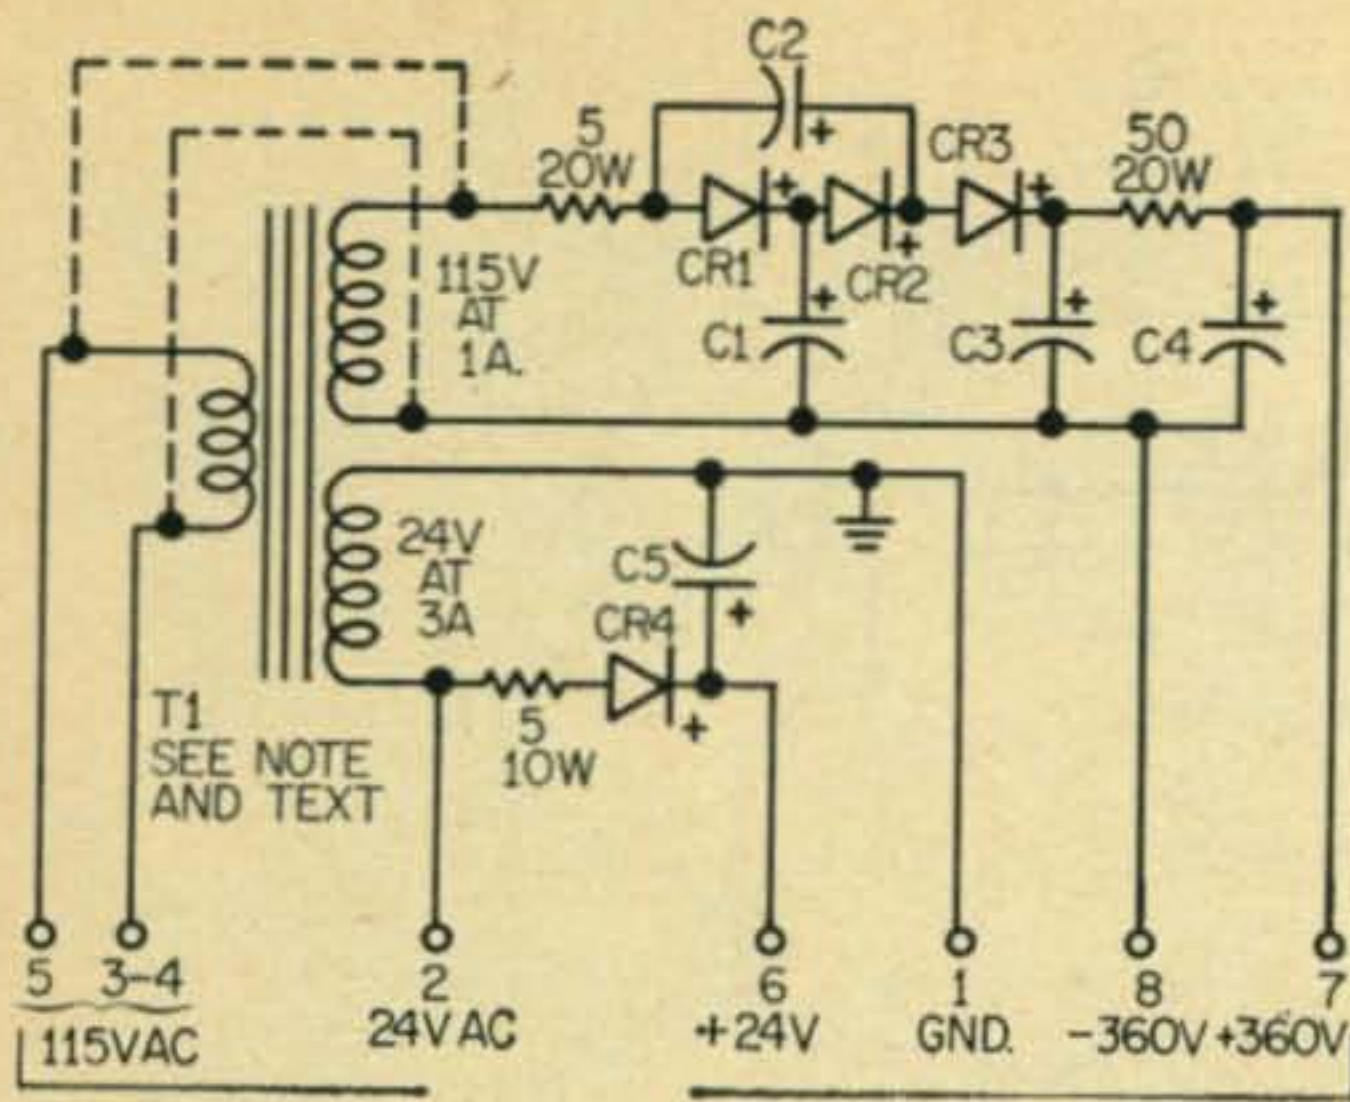 C2
+
5
20W
CR3
+
50
20W
+
CR1
+
CR2
115V
AT
1A.
+
C1
+
C3
+
C4
24V
AT
3A
C5
+
CR4
+
5
10W
T1
SEE NOTE
AND TEXT
5
3-4
2
6
1
8
7
115VAC
24VAC
+24V
GND.
-360V
+360V